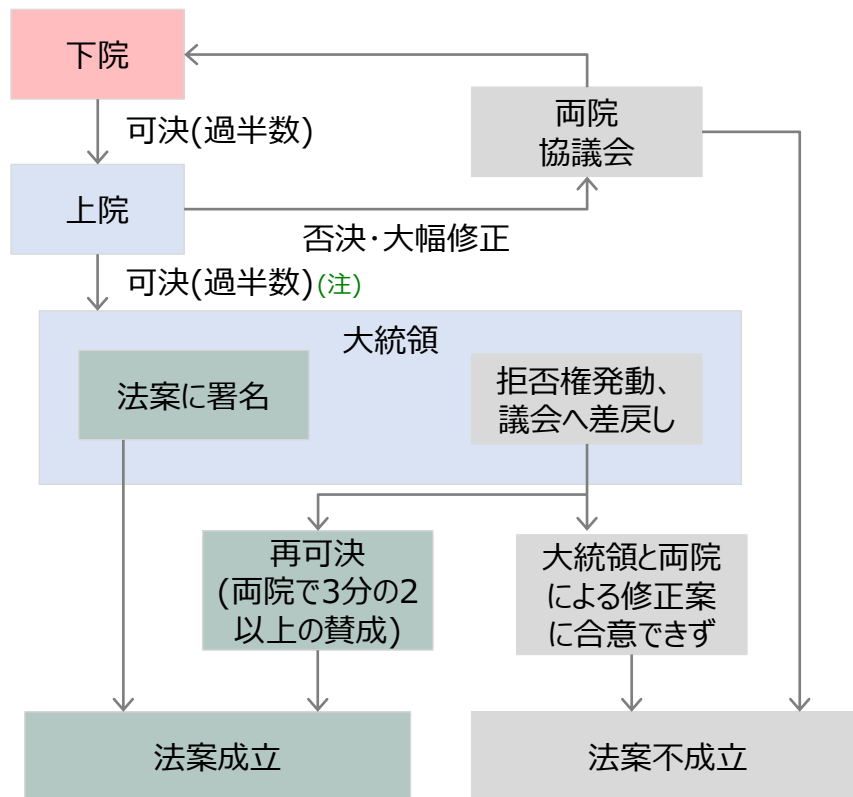 下院
可決(過半数)
両院
協議会
上院
否決・大幅修正
可決(過半数)(注)
大統領
法案に署名
拒否権発動、
議会へ差戻し
再可決
(両院で3分の2
以上の賛成)
大統領と両院
による修正案
に合意できず
法案成立
法案不成立